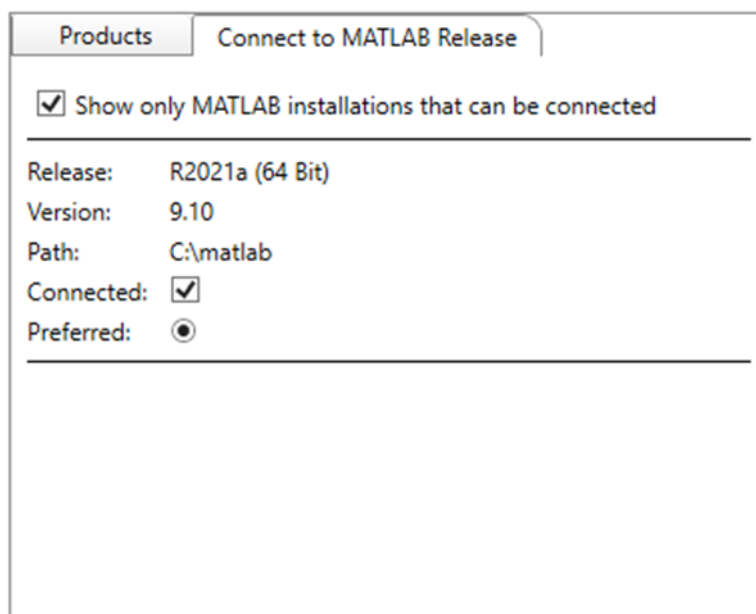 Products
Connect to MATLAB Release
Show only MATLAB installations that can be connected
Release: R2021a (64 Bit)
Version: 9.10
Path: C:\matlab
Connected:
Preferred: